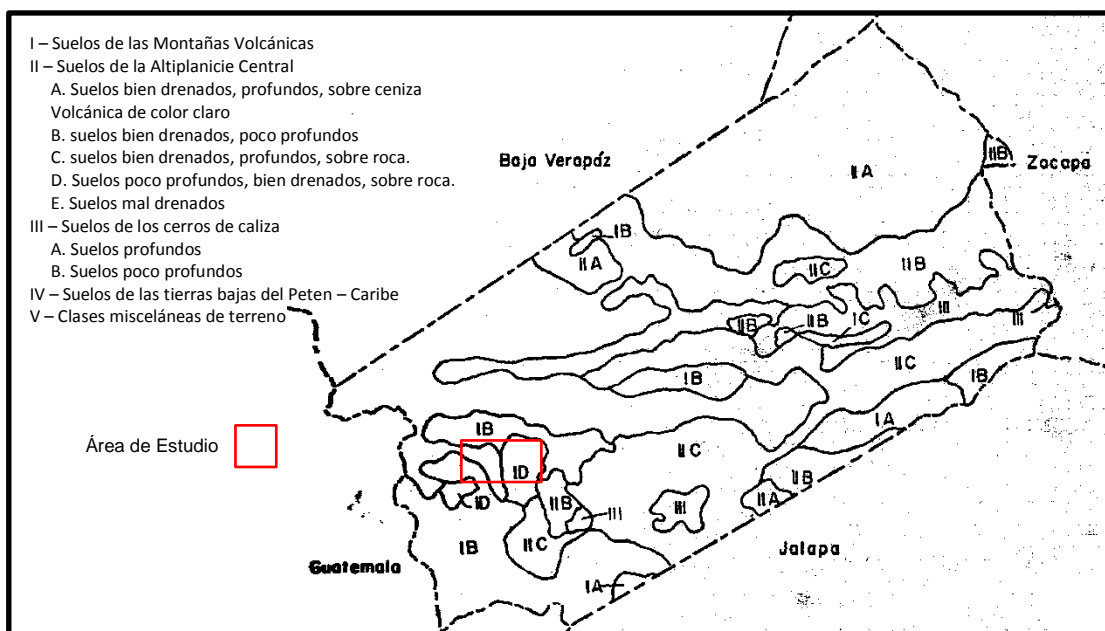 I – Suelos de las Montañas Volcánicas
II – Suelos de la Altiplanicie Central
A. Suelos bien drenados, profundos, sobre ceniza
Volcánica de color claro
B. suelos bien drenados, poco profundos
C. suelos bien drenados, profundos, sobre roca.
D. Suelos poco profundos, bien drenados, sobre roca.
E. Suelos mal drenados
III – Suelos de los cerros de caliza
A. Suelos profundos
B. Suelos poco profundos
IV – Suelos de las tierras bajas del Peten – Caribe
V – Clases misceláneas de terreno
Baja Verapáz
IIB
Zacapa
IIA
IB
IIA
IIC
IIB
III
III
IIB
IIB
IC
IIC
IB
IB
IA
Área de Estudio
IB
IIC
ID
IIB
ID
IIB
IIA
III
III
IB
IIC
Jalapa
Guatemala
IA